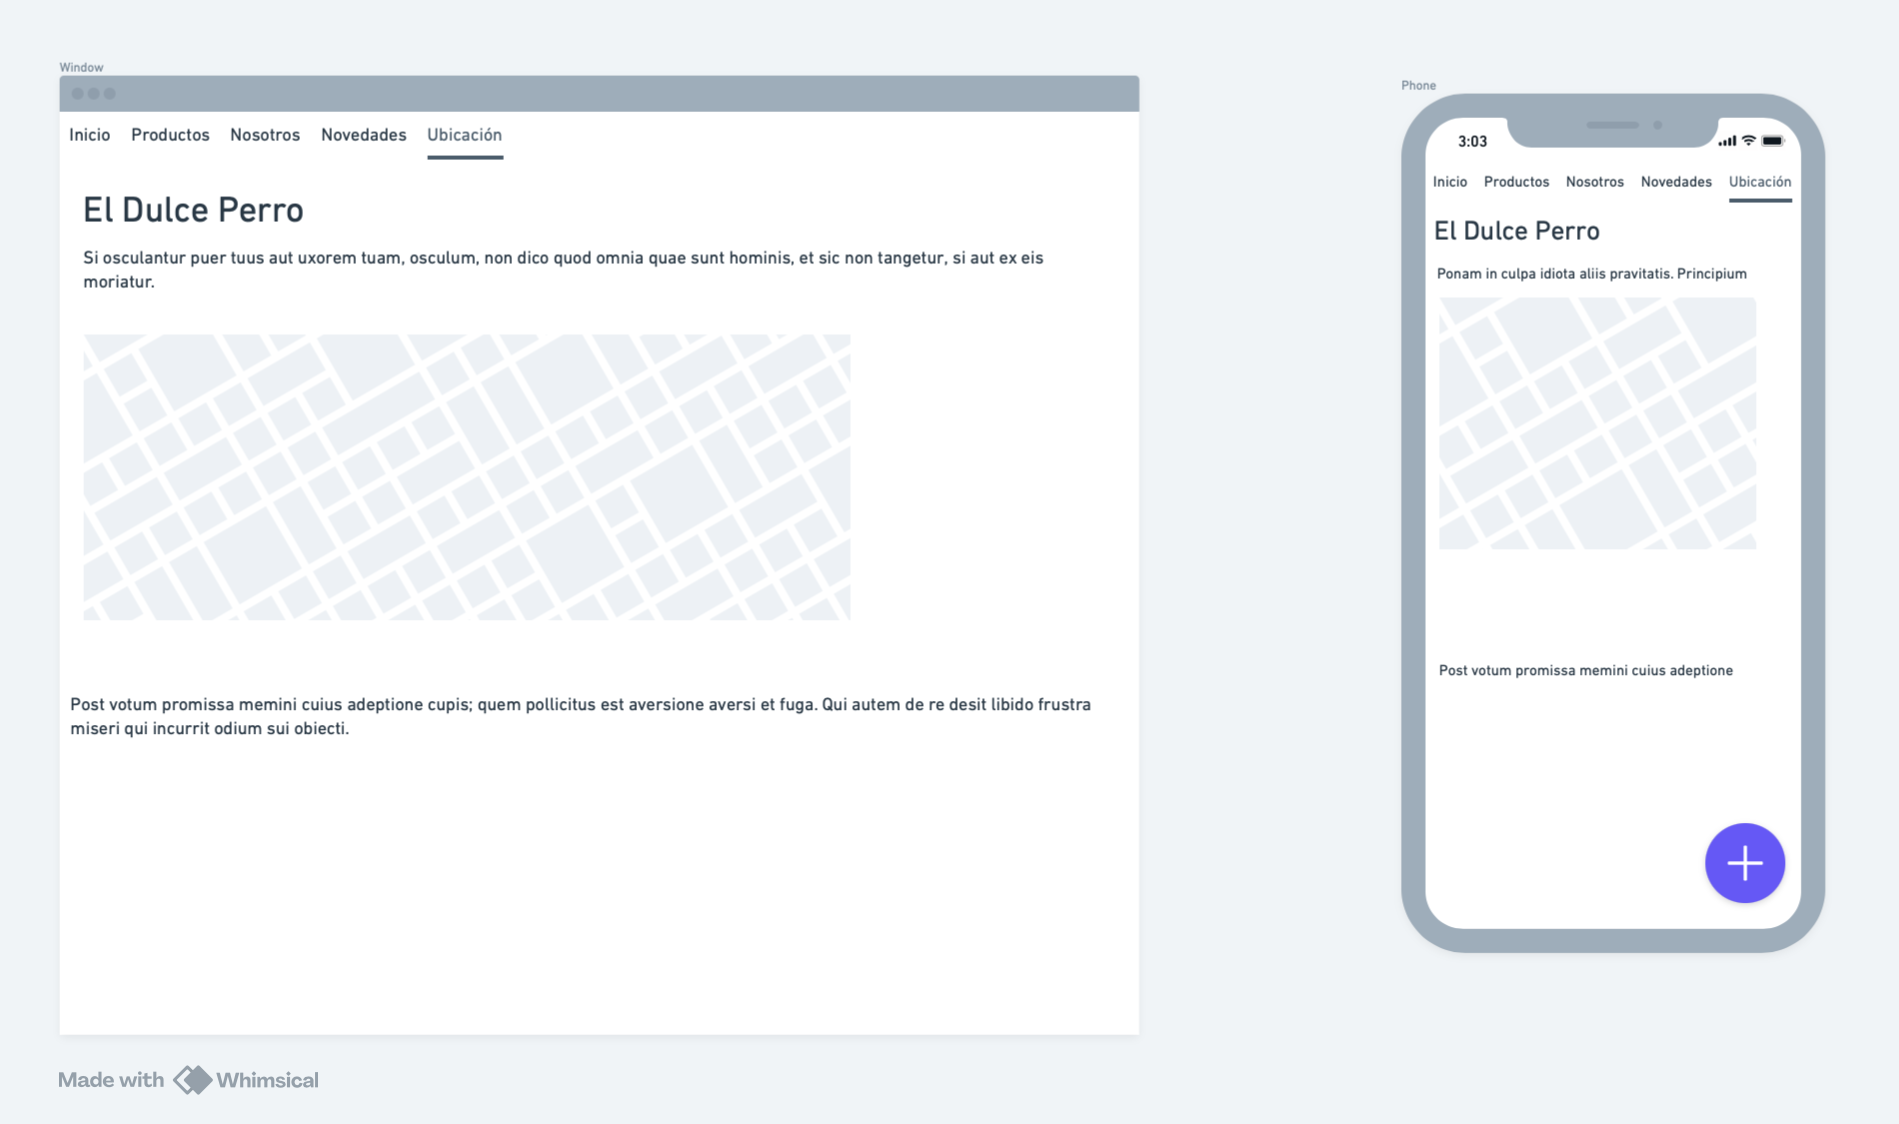 Window
Inicio Productos Nosotros Novedades Ubicación
El Dulce Perro
Si osculantur puer tuus aut uxorem tuam, osculum, non dico quod omnia quae sunt hominis, et sic non tangetur, si aut ex eis
moriatur.
Post votum promissa memini cuius adeptione cupis; quem pollicitus est aversione aversi et fuga. Qui autem de re desit libido frustra
miseri qui incurrit odium sui obiecti.
Phone
3:03
Inicio Productos Nosotros Novedades Ubicación
El Dulce Perro
Ponam in culpa idiota aliis pravitatis. Principium
Post votum promissa memini cuius adeptione
Made with Whimsical